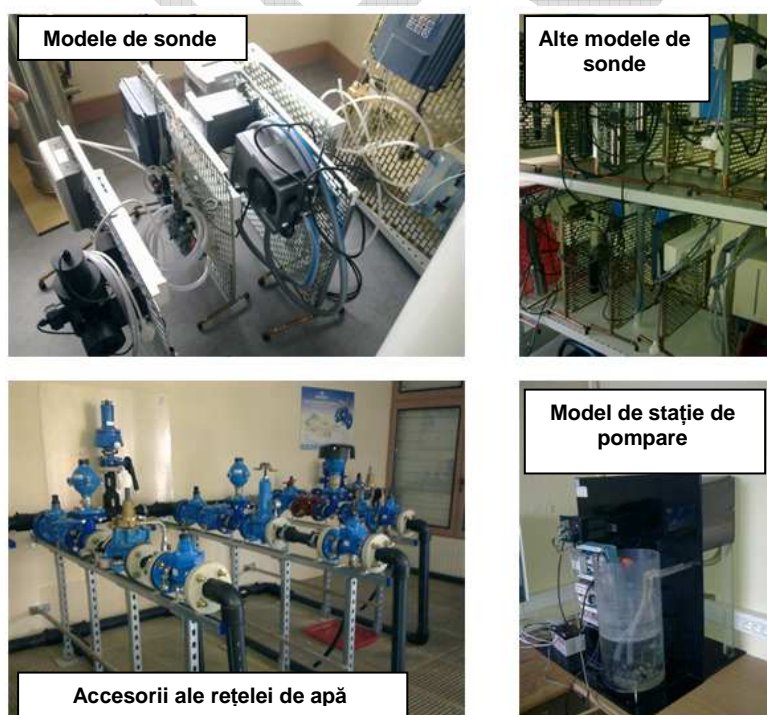 Modele de sonde
Alte modele de
sonde
Model de stație de
pompare
Accesorii ale rețelei de apă